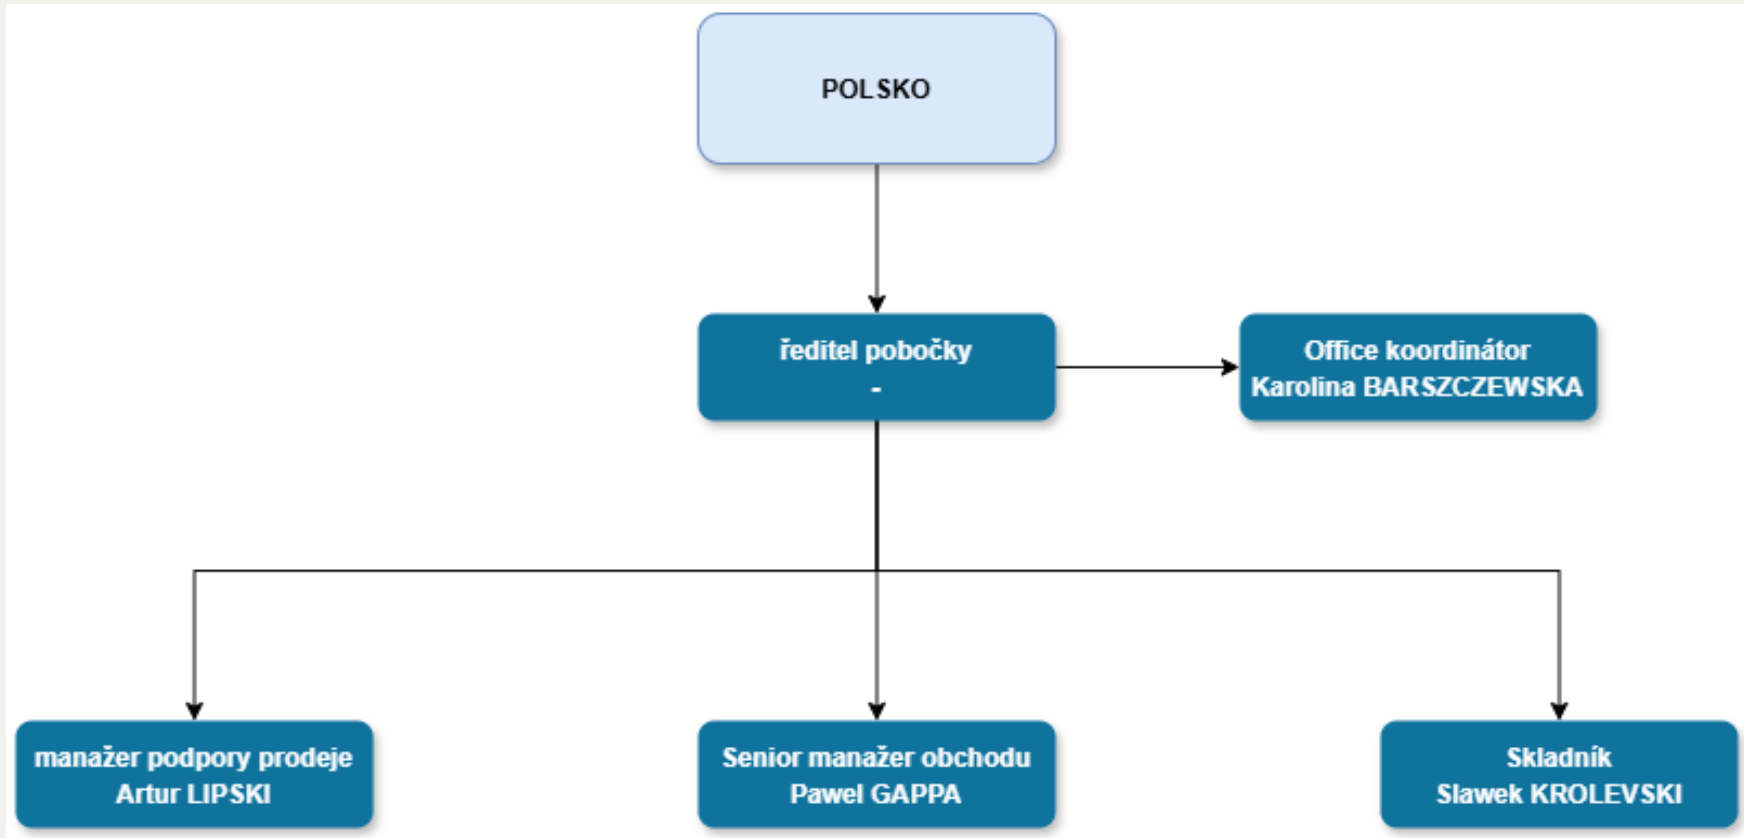 POLSKO
ředitel pobočky
-
Office koordinátor
Karolina BARSZCZEWSKA
manažer podpory prodeje
Artur LIPSKI
Senior manažer obchodu
Pawel GAPPA
Skladník
Slawek KROLEVSKI